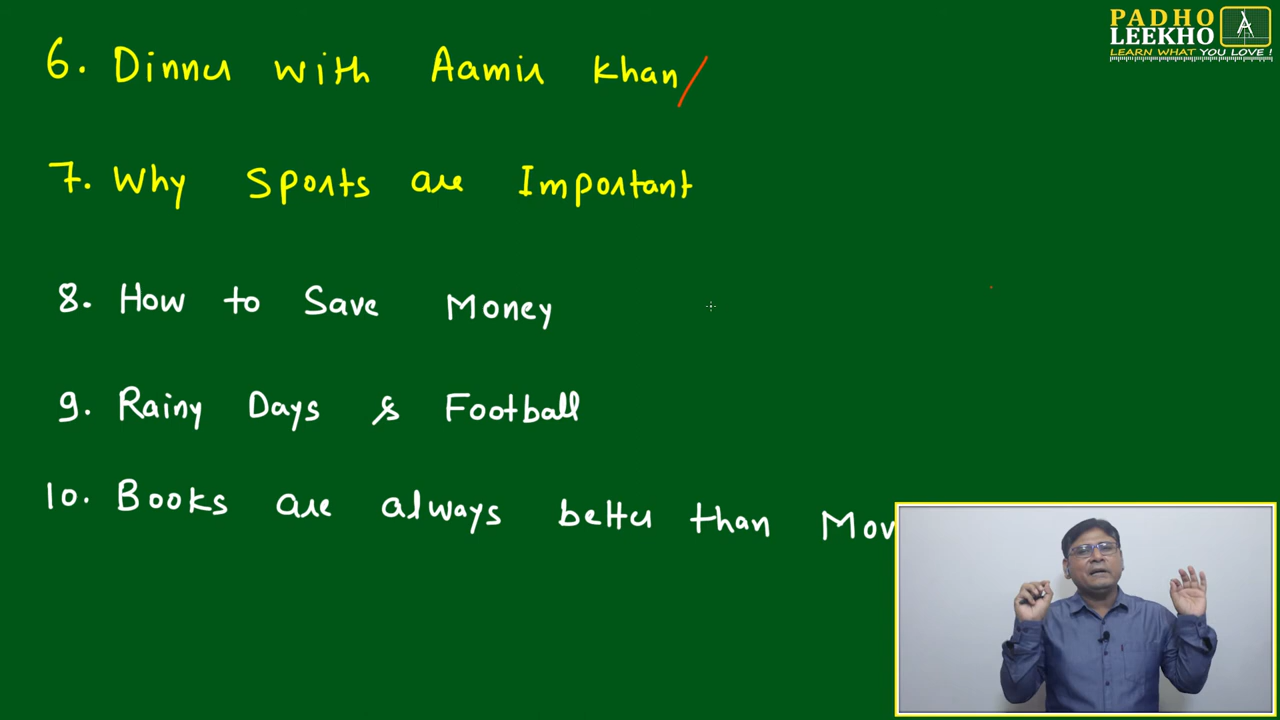 PADHO
LEEKHO
LEARN WHAT YOU LOVE !
6. Dinner with Aamir Khan/
7. Why Sports are Important
8. How to Save Money
9. Rainy Days & Football
10. Books are always better than Mov